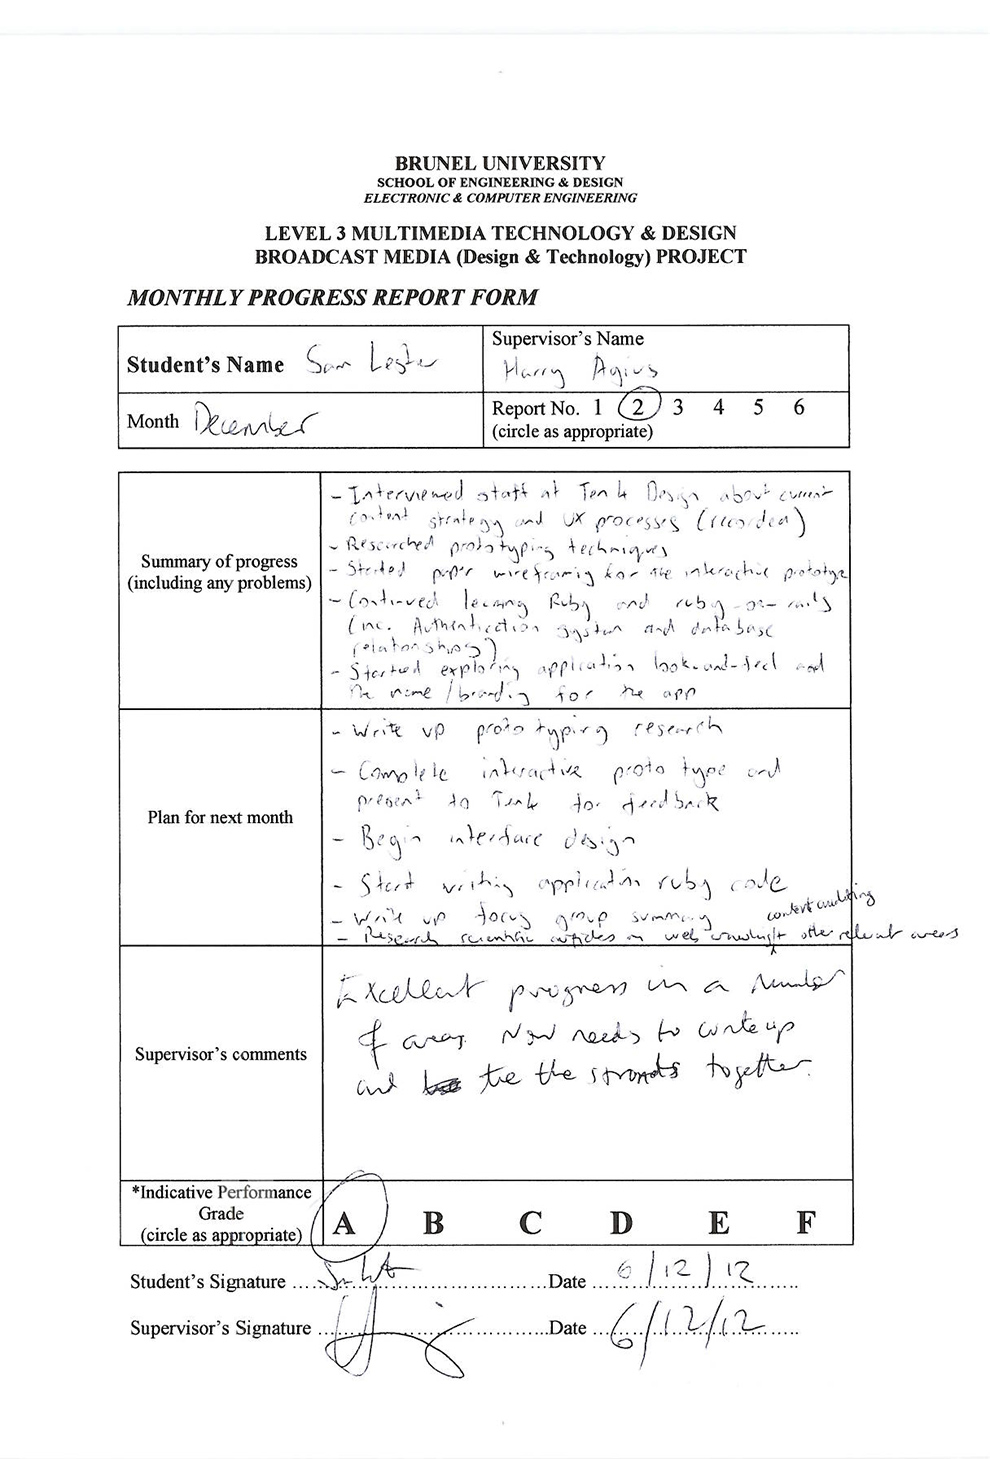 BRUNEL UNIVERSITY
SCHOOL OF ENGINEERING & DESIGN
ELECTRONIC & COMPUTER ENGINEERING
LEVEL 3 MULTIMEDIA TECHNOLOGY & DESIGN
BROADCAST MEDIA (Design & Technology) PROJECT
MONTHLY PROGRESS REPORT FORM
Student's Name Sam Lester
Supervisor's Name
Harry Agius
Month December
Report No. 1 2 3 4 5 6
(circle as appropriate)
Summary of progress
(including any problems)
- Interviewed staff at Ten4 Design about current
content strategy and UX processes (recorded)
- Researched prototyping techniques
- Started paper wireframing for the interactive prototype
- Continued learning Ruby and ruby-on-rails
(inc. Authentication system and database
relationships)
- Started exploring application look-and-feel and
the name/branding for the app
Plan for next month
- Write up prototyping research
- Complete interactive prototype and
present to Ten4 for feedback
- Begin interface design
- Start writing application ruby code
- Write up focus group summary
content auditing
- Research scientific articles on web crawling + other relevant areas
Supervisor's comments
Excellent progress in a number
of areas. Now needs to write up
and tie the strands together.
*Indicative Performance
Grade
(circle as appropriate)
A B C D E F
Student's Signature ........ Date 6/12/12
Supervisor's Signature ........ Date 6/12/12